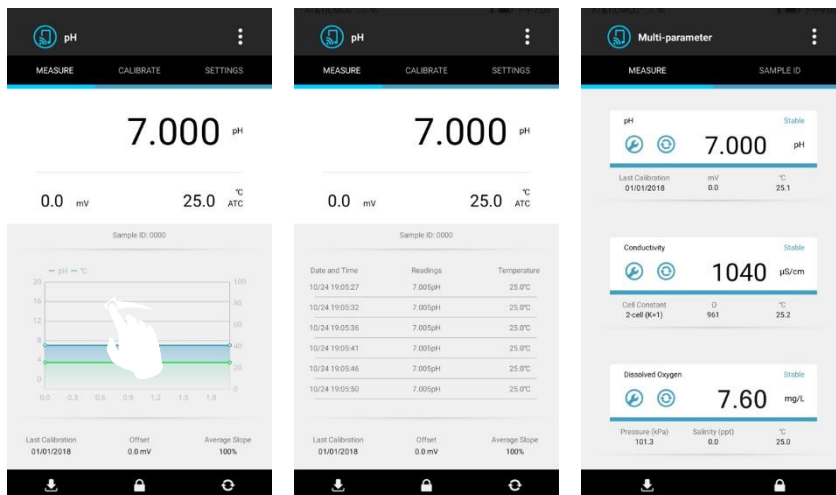 pH
MEASURE CALIBRATE SETTINGS
7.000 pH
0.0 mV 25.0 °C ATC
Sample ID: 0000
pH °C
20 100
16 80
12 60
8 40
4 20
0 0
0.0 0.3 0.6 0.9 1.2 1.5 1.8
Last Calibration Offset Average Slope
01/01/2018 0.0 mV 100%
pH
MEASURE CALIBRATE SETTINGS
7.000 pH
0.0 mV 25.0 °C ATC
Sample ID: 0000
Date and Time Readings Temperature
10/24 19:05:27 7.005pH 25.0°C
10/24 19:05:32 7.005pH 25.0°C
10/24 19:05:36 7.005pH 25.0°C
10/24 19:05:41 7.005pH 25.0°C
10/24 19:05:46 7.005pH 25.0°C
10/24 19:05:50 7.005pH 25.0°C
Last Calibration Offset Average Slope
01/01/2018 0.0 mV 100%
Multi-parameter
MEASURE SAMPLE ID
pH Stable
7.000 pH
Last Calibration mV °C
01/01/2018 0.0 25.1
Conductivity Stable
1040 µS/cm
Cell Constant Ω °C
2-cell (K=1) 961 25.2
Dissolved Oxygen Stable
7.60 mg/L
Pressure (kPa) Salinity (ppt) °C
101.3 0.0 25.0